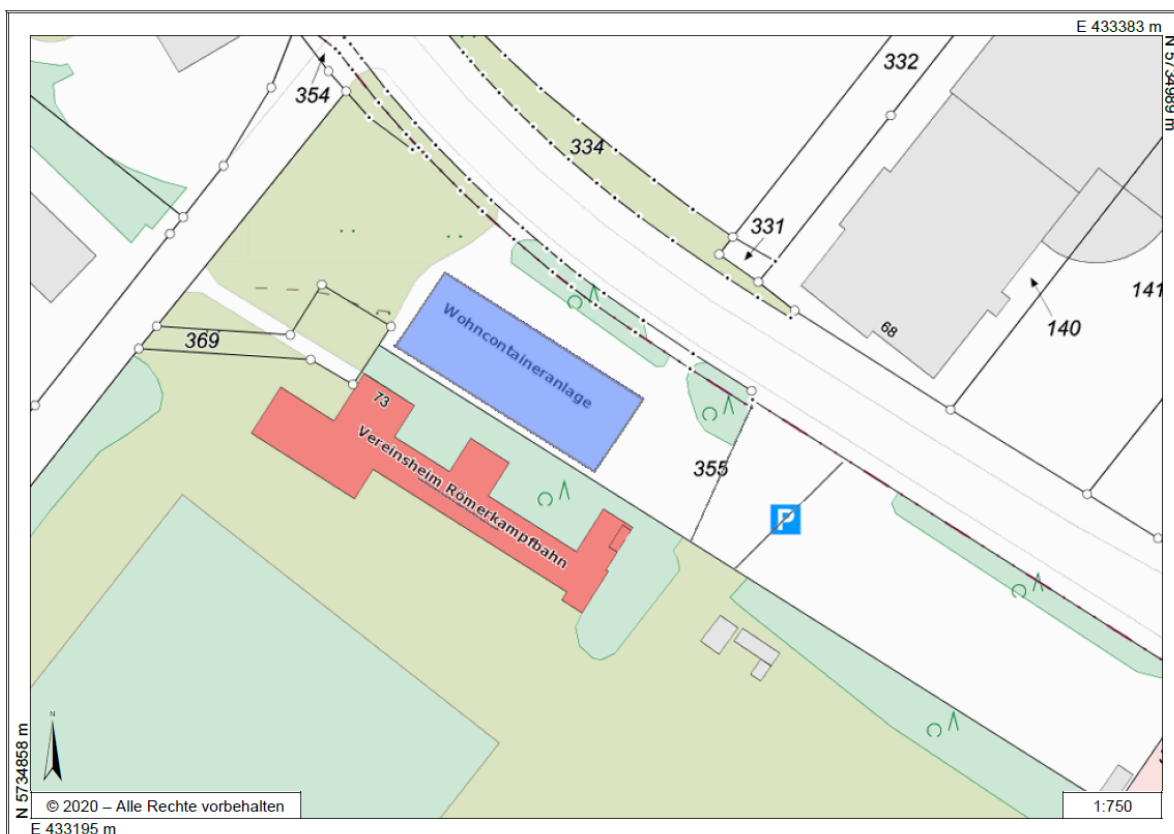 E 433383 m
N 5734989 m
332
354
334
331
68
140
141
369
Wohncontaineranlage
73
Vereinsheim Römerkampfbahn
355
P
N
N 5734858 m
© 2020 – Alle Rechte vorbehalten
1:750
E 433195 m